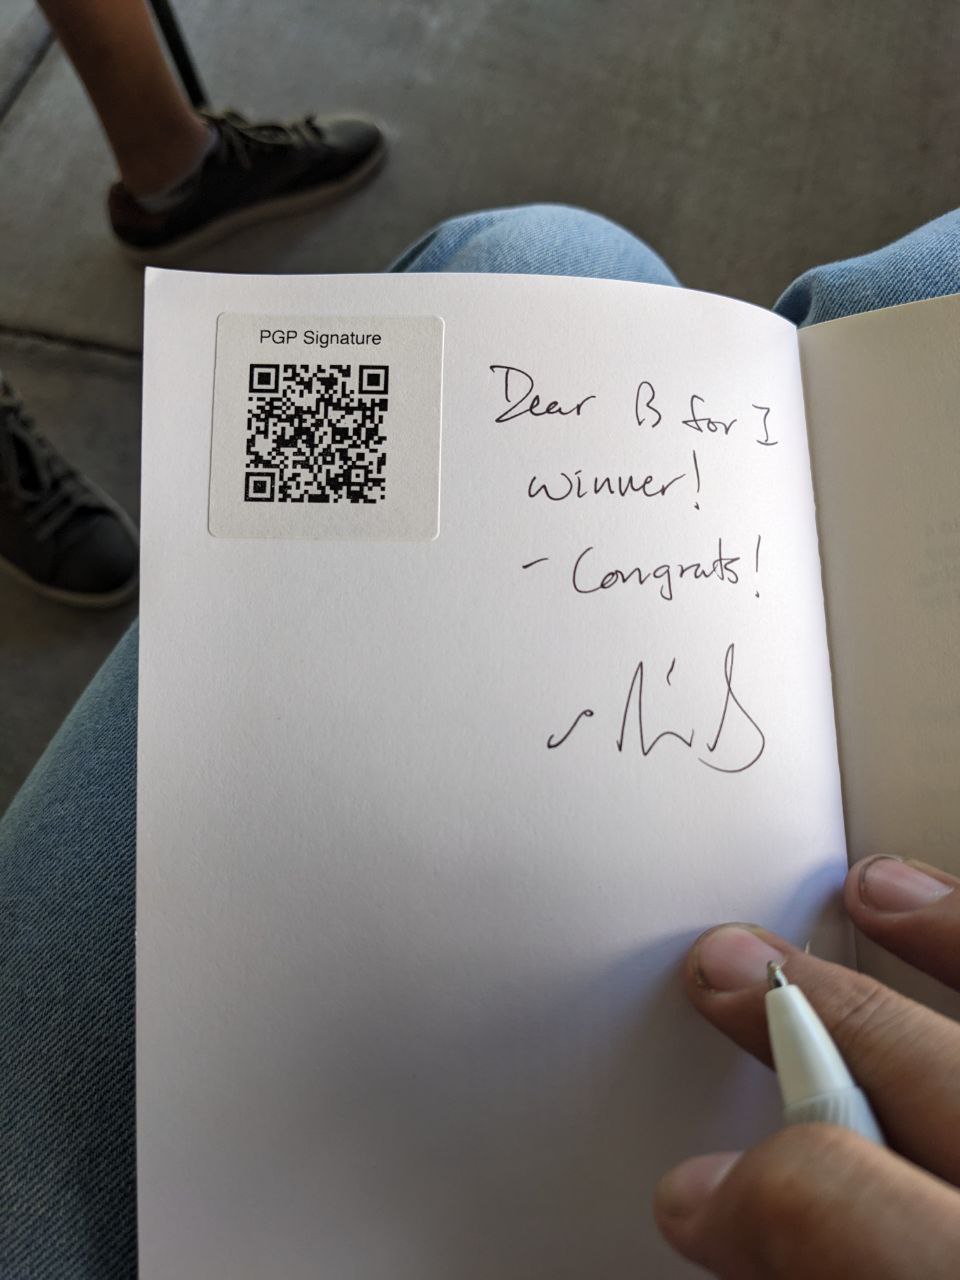 PGP Signature
Dear B for I
winner!
- Congrats!